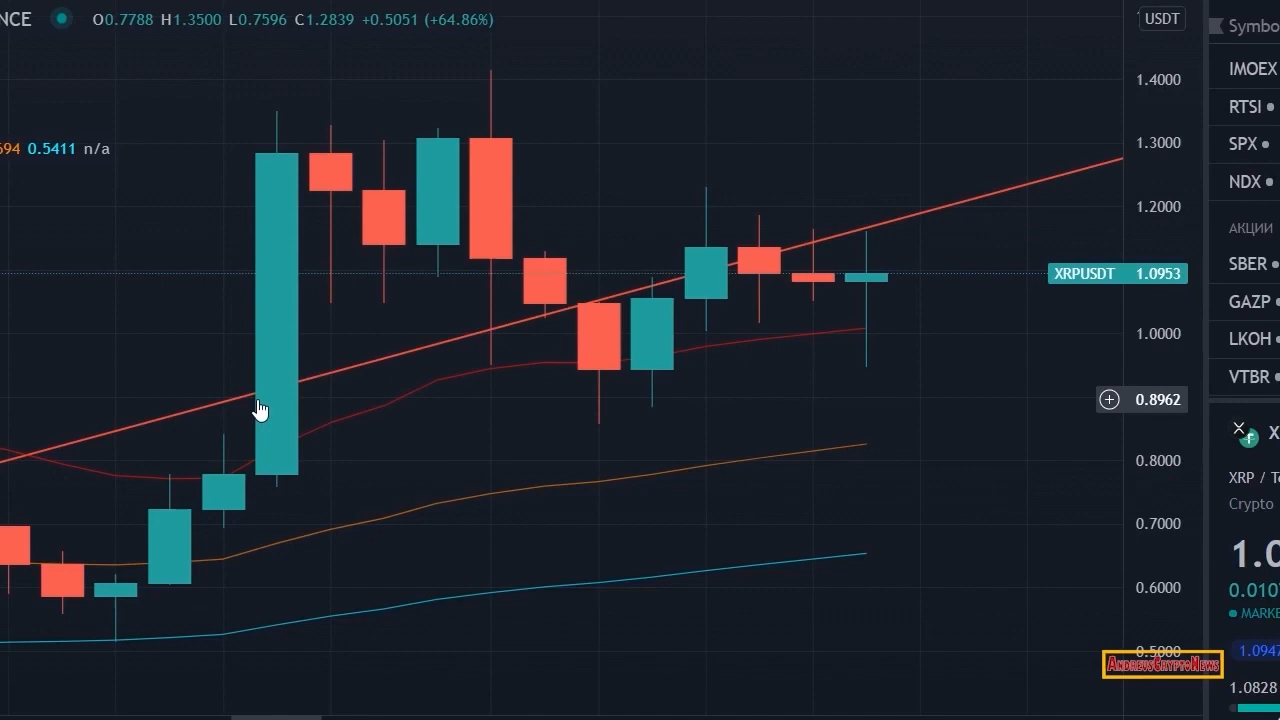 NCE O0.7788 H1.3500 L0.7596 C1.2839 +0.5051 (+64.86%)
694 0.5411 n/a
USDT
1.4000
1.3000
1.2000
XRPUSDT 1.0953
1.0000
0.8962
0.8000
0.7000
0.6000
0.5000
ANDREVSCRYPTONEWS
Symbo
IMOEX
RTSI
SPX
NDX
АКЦИИ
SBER
GAZP
LKOH
VTBR
X
XRP / Te
Crypto
1.0
0.010
MARKE
1.0947
1.0828